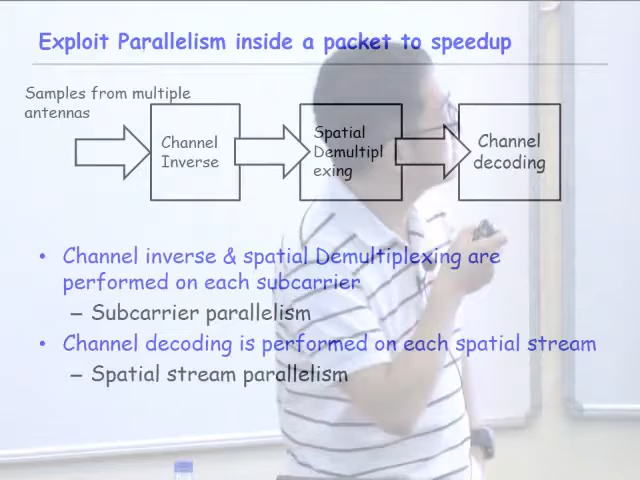 Exploit Parallelism inside a packet to speedup
Samples from multiple
antennas
Channel
Inverse
Spatial
Demultipl
exing
Channel
decoding
• Channel inverse & spatial Demultiplexing are
performed on each subcarrier
– Subcarrier parallelism
• Channel decoding is performed on each spatial stream
– Spatial stream parallelism